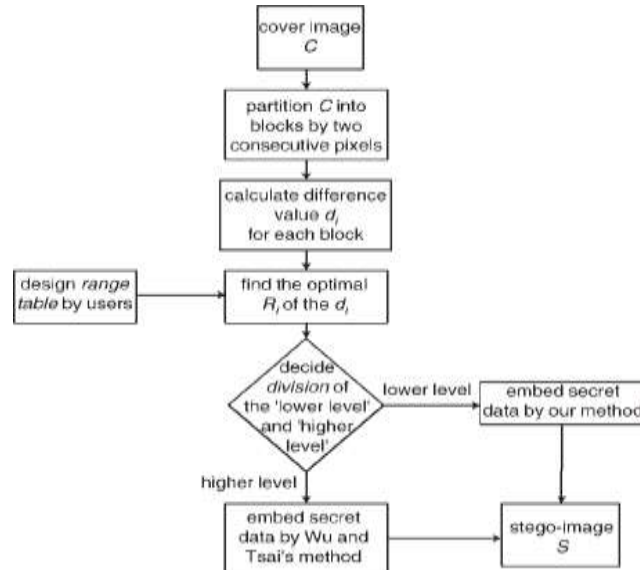 cover image
C
partition C into
blocks by two
consecutive pixels
calculate difference
value di
for each block
design range
table by users
find the optimal
Ri of the di
decide
division of
the 'lower level'
and 'higher
level'
lower level
embed secret
data by our method
higher level
embed secret
data by Wu and
Tsai's method
stego-image
S